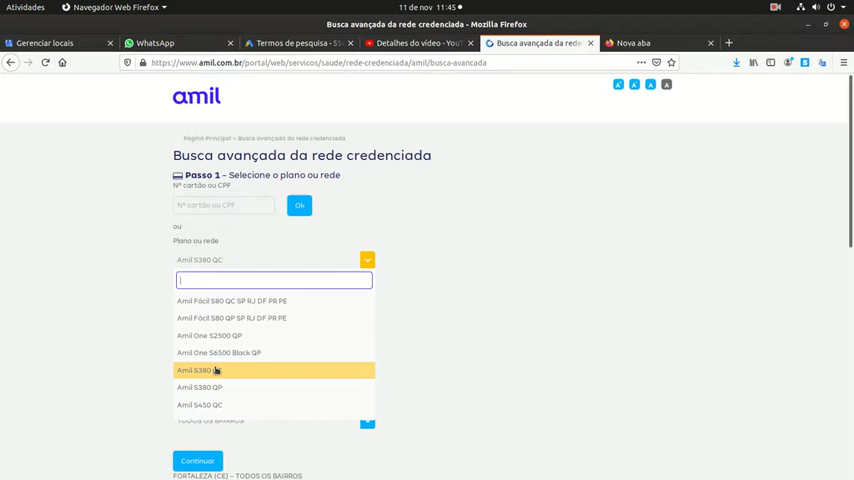 Atividades
Navegador Web Firefox
11 de nov 11:45
Busca avançada da rede credenciada - Mozilla Firefox
Gerenciar locais
WhatsApp
Termos de pesquisa - 55
Detalhes do vídeo - YouT
Busca avançada da rede
Nova aba
https://www.amil.com.br/portal/web/servicos/saude/rede-credenciada/amil/busca-avancada
amil
Página Principal > Busca avançada da rede credenciada
Busca avançada da rede credenciada
Passo 1 - Selecione o plano ou rede
Nº cartão ou CPF
Nº cartão ou CPF
Ok
ou
Plano ou rede
Amil S380 QC
Amil Fácil S80 QC SP RJ DF PR PE
Amil Fácil S80 QP SP RJ DF PR PE
Amil One S2500 QP
Amil One S6500 Black QP
Amil S380
Amil S380 QP
Amil S450 QC
TODOS OS BAIRROS
Continuar
FORTALEZA (CE) - TODOS OS BAIRROS